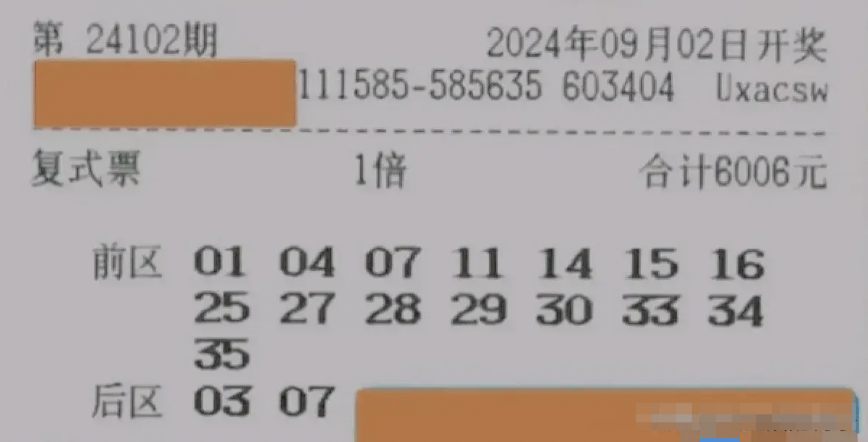 第 24102期 2024年09月02日开奖
111585-585635 603404 Uxacsw
复式票 1倍 合计6006元
前区 01 04 07 11 14 15 16
25 27 28 29 30 33 34
35
后区 03 07